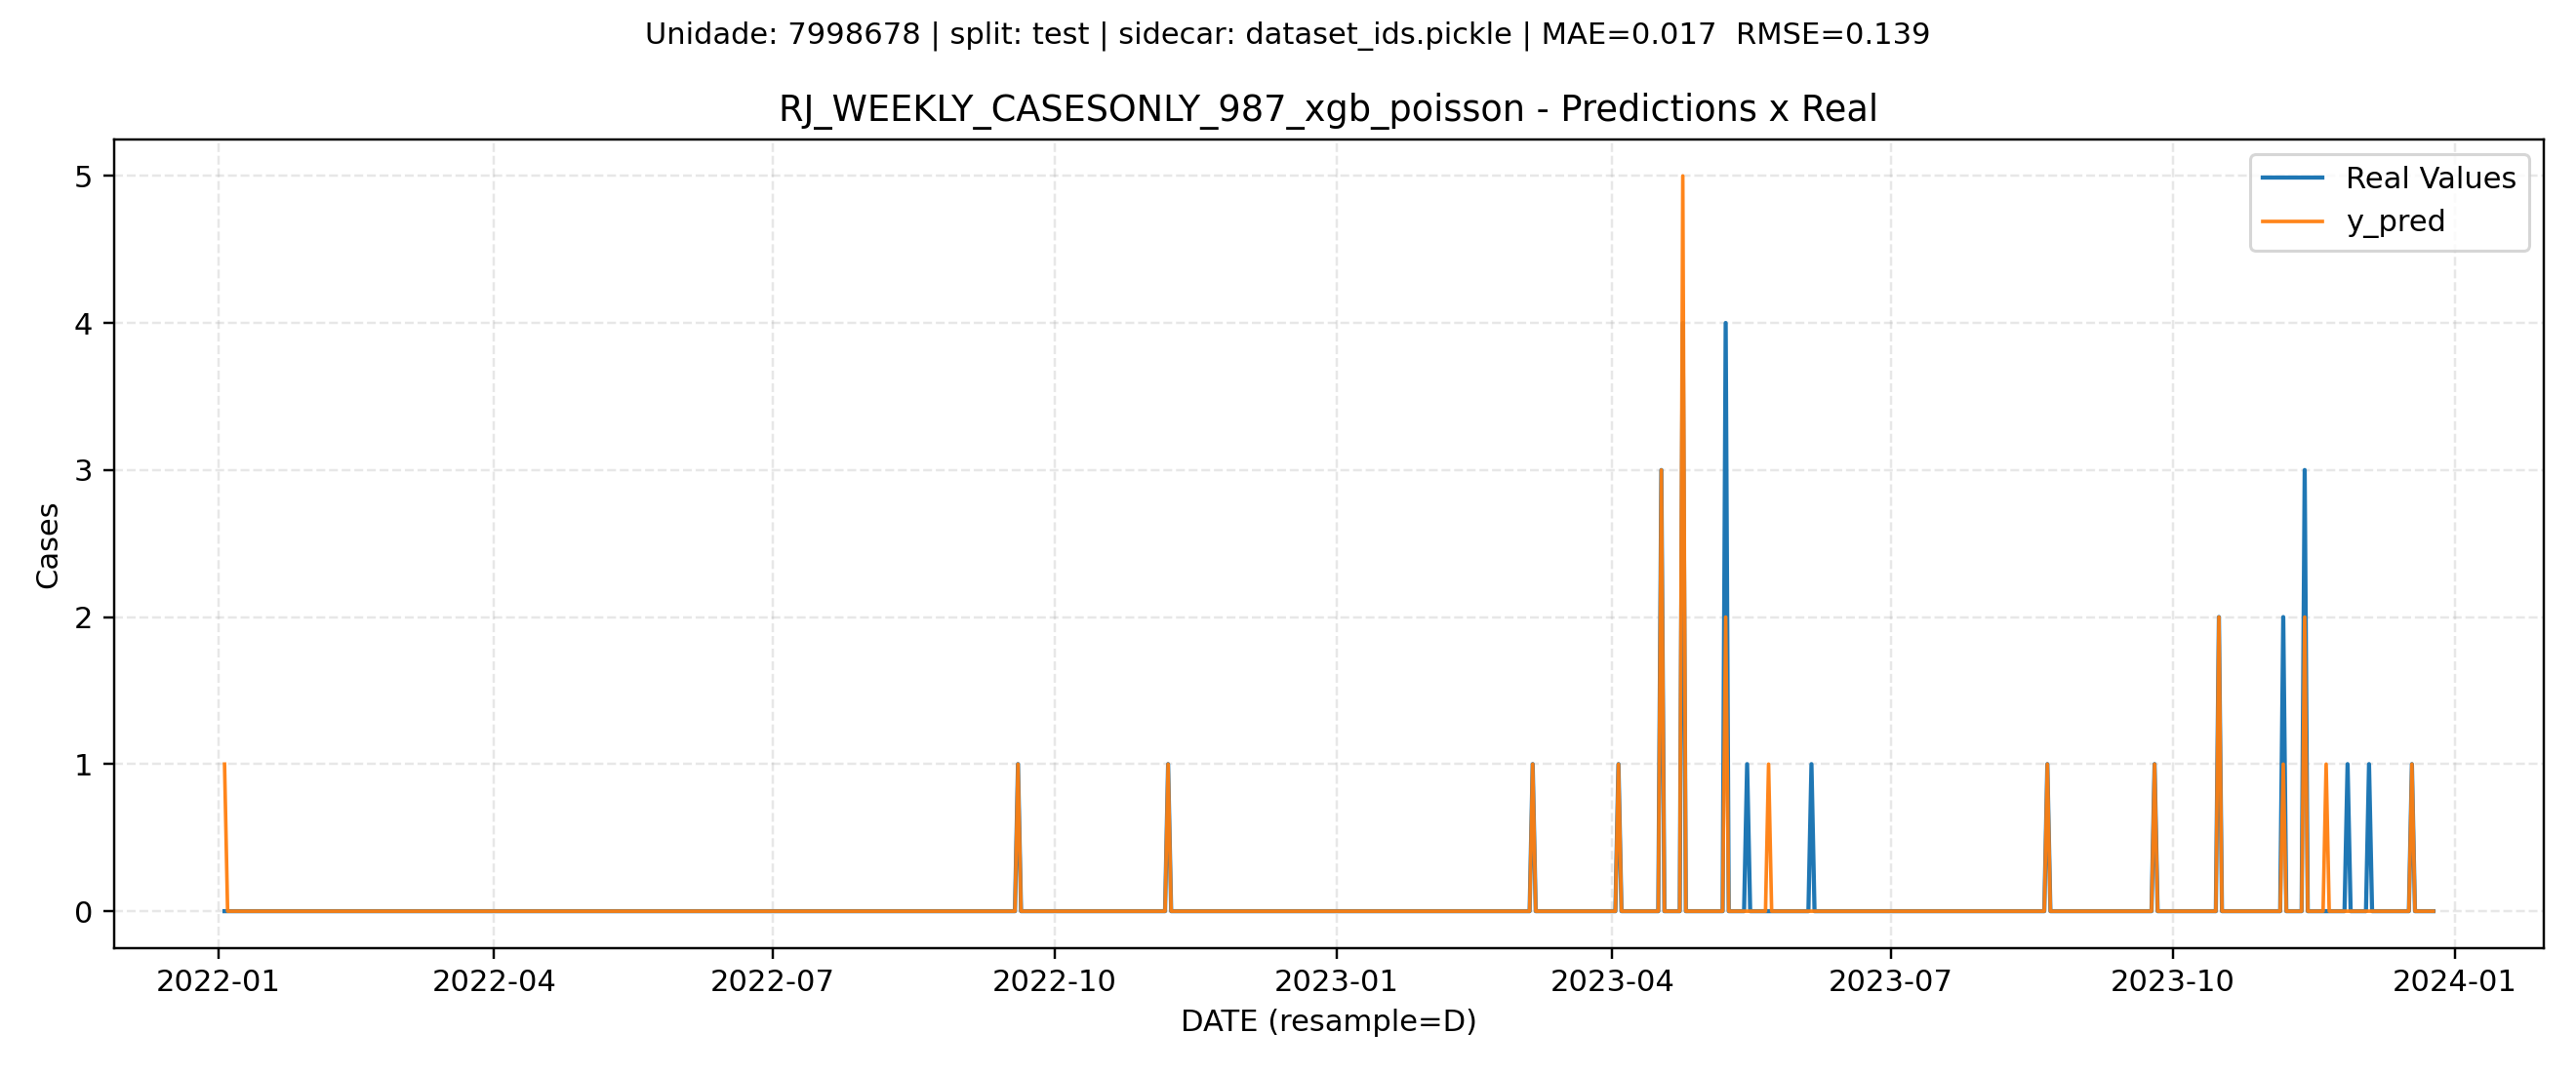 Unidade: 7998678 | split: test | sidecar: dataset_ids.pickle | MAE=0.017  RMSE=0.139
RJ_WEEKLY_CASESONLY_987_xgb_poisson - Predictions x Real
Real Values
y_pred
5
4
3
2
1
0
Cases
2022-01
2022-04
2022-07
2022-10
2023-01
2023-04
2023-07
2023-10
2024-01
DATE (resample=D)